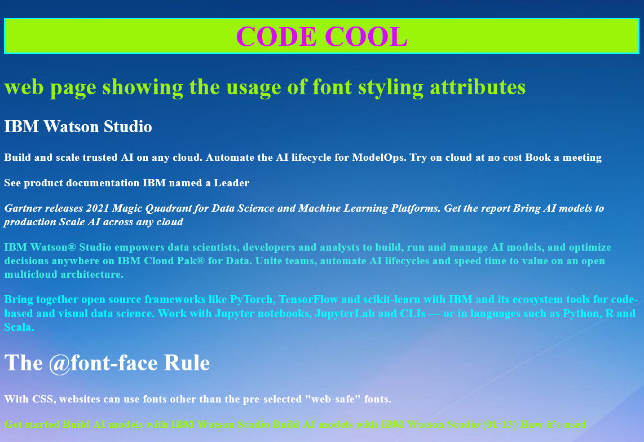 CODE COOL
web page showing the usage of font styling attributes
IBM Watson Studio
Build and scale trusted AI on any cloud. Automate the AI lifecycle for ModelOps. Try on cloud at no cost Book a meeting
See product documentation IBM named a Leader
Gartner releases 2021 Magic Quadrant for Data Science and Machine Learning Platforms. Get the report Bring AI models to
production Scale AI across any cloud
IBM Watson® Studio empowers data scientists, developers and analysts to build, run and manage AI models, and optimize
decisions anywhere on IBM Cloud Pak® for Data. Unite teams, automate AI lifecycles and speed time to value on an open
multicloud architecture.
Bring together open source frameworks like PyTorch, TensorFlow and scikit-learn with IBM and its ecosystem tools for code-
based and visual data science. Work with Jupyter notebooks, JupyterLab and CLIs — or in languages such as Python, R and
Scala.
The @font-face Rule
With CSS, websites can use fonts other than the pre-selected "web-safe" fonts.
Get started Build AI models with IBM Watson Studio Build AI models with IBM Watson Studio